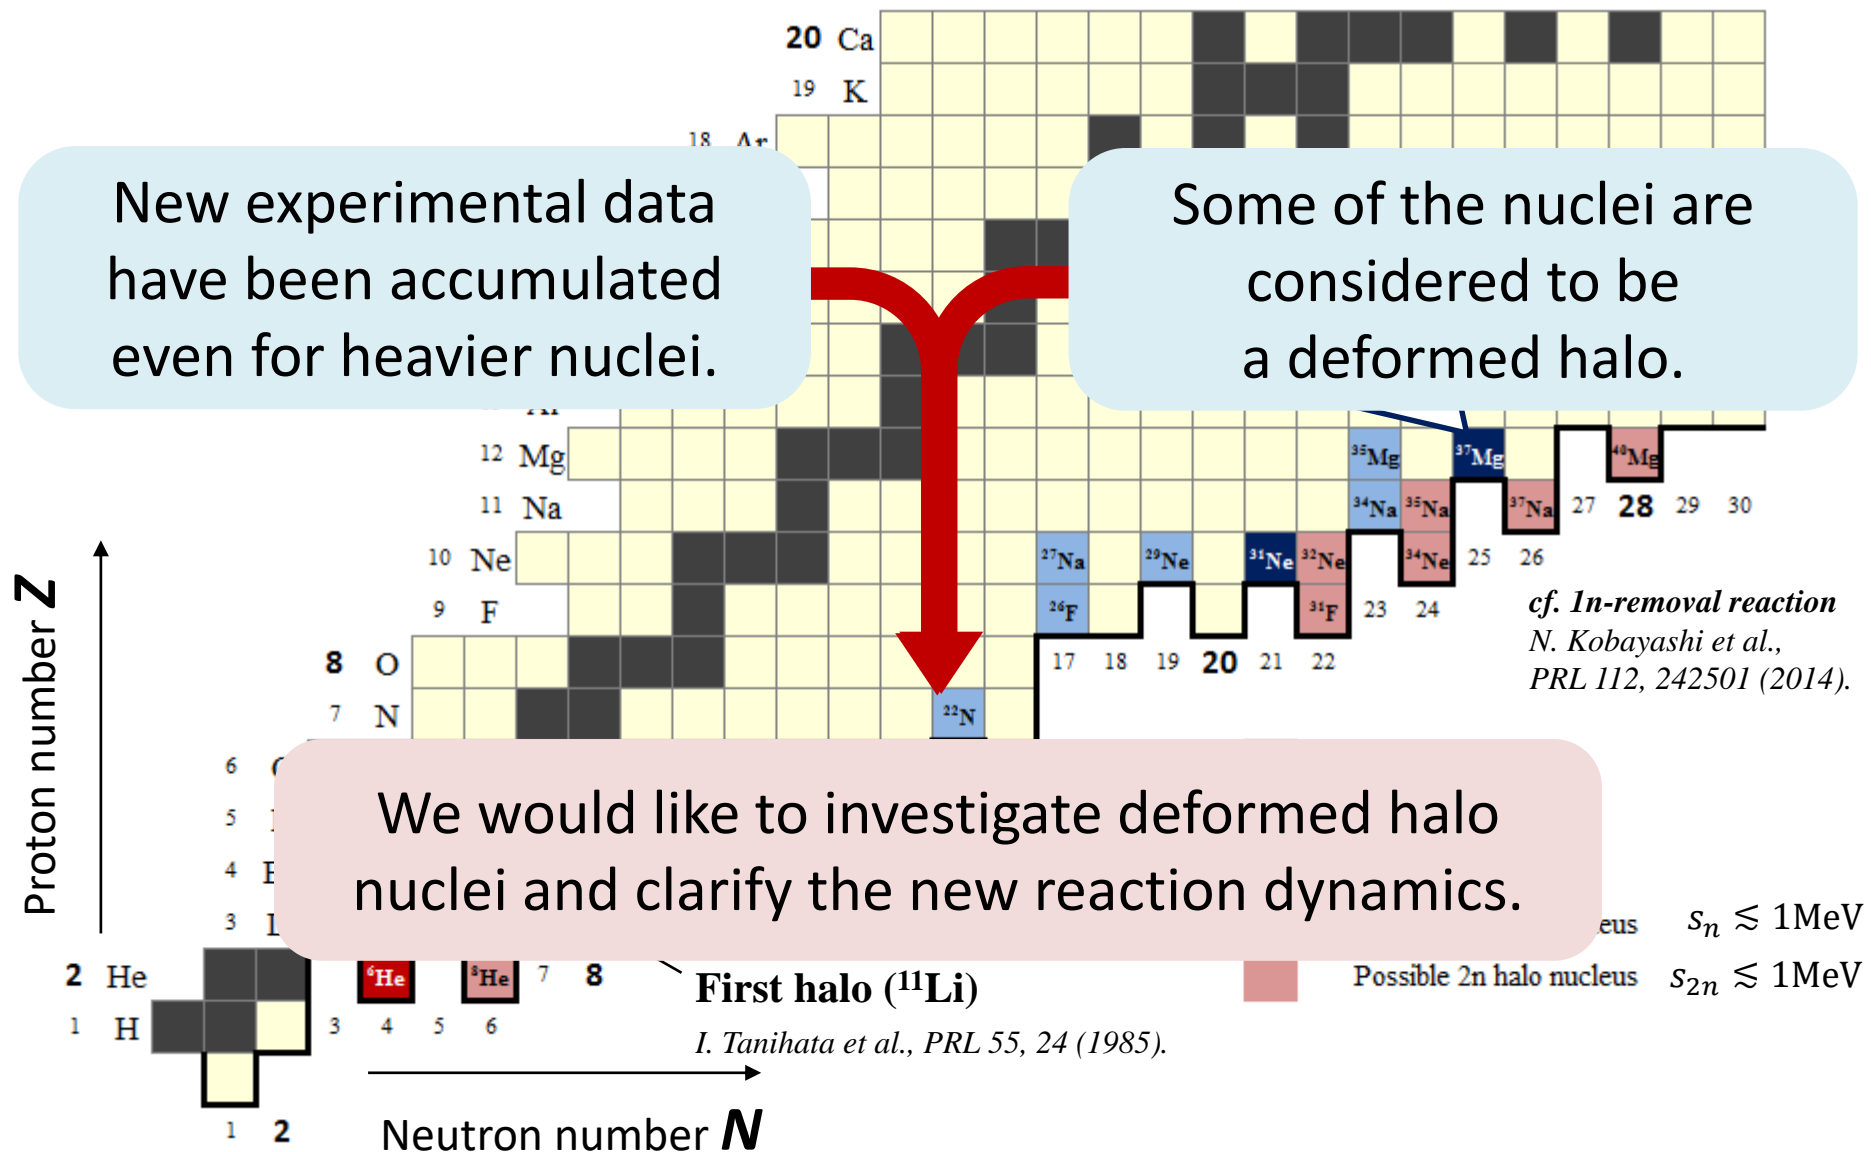 20 Ca
19 K
18 Ar
New experimental data
have been accumulated
even for heavier nuclei.
Some of the nuclei are
considered to be
a deformed halo.
12 Mg ³⁵Mg ³⁷Mg ⁴⁰Mg
11 Na ³⁴Na ³⁵Na ³⁷Na 27 28 29 30
10 Ne ²⁷Na ²⁹Ne ³¹Ne ³²Ne ³⁴Ne 25 26
9 F ²⁶F ³¹F 23 24
cf. 1n-removal reaction
N. Kobayashi et al.,
PRL 112, 242501 (2014).
8 O 17 18 19 20 21 22
7 N ²²N
6
5
4
3
We would like to investigate deformed halo
nuclei and clarify the new reaction dynamics.
sₙ ≲ 1MeV
2 He ⁶He ⁸He 7 8
First halo (¹¹Li)
I. Tanihata et al., PRL 55, 24 (1985).
Possible 2n halo nucleus s₂ₙ ≲ 1MeV
1 H 3 4 5 6
1 2
Neutron number N
Proton number Z